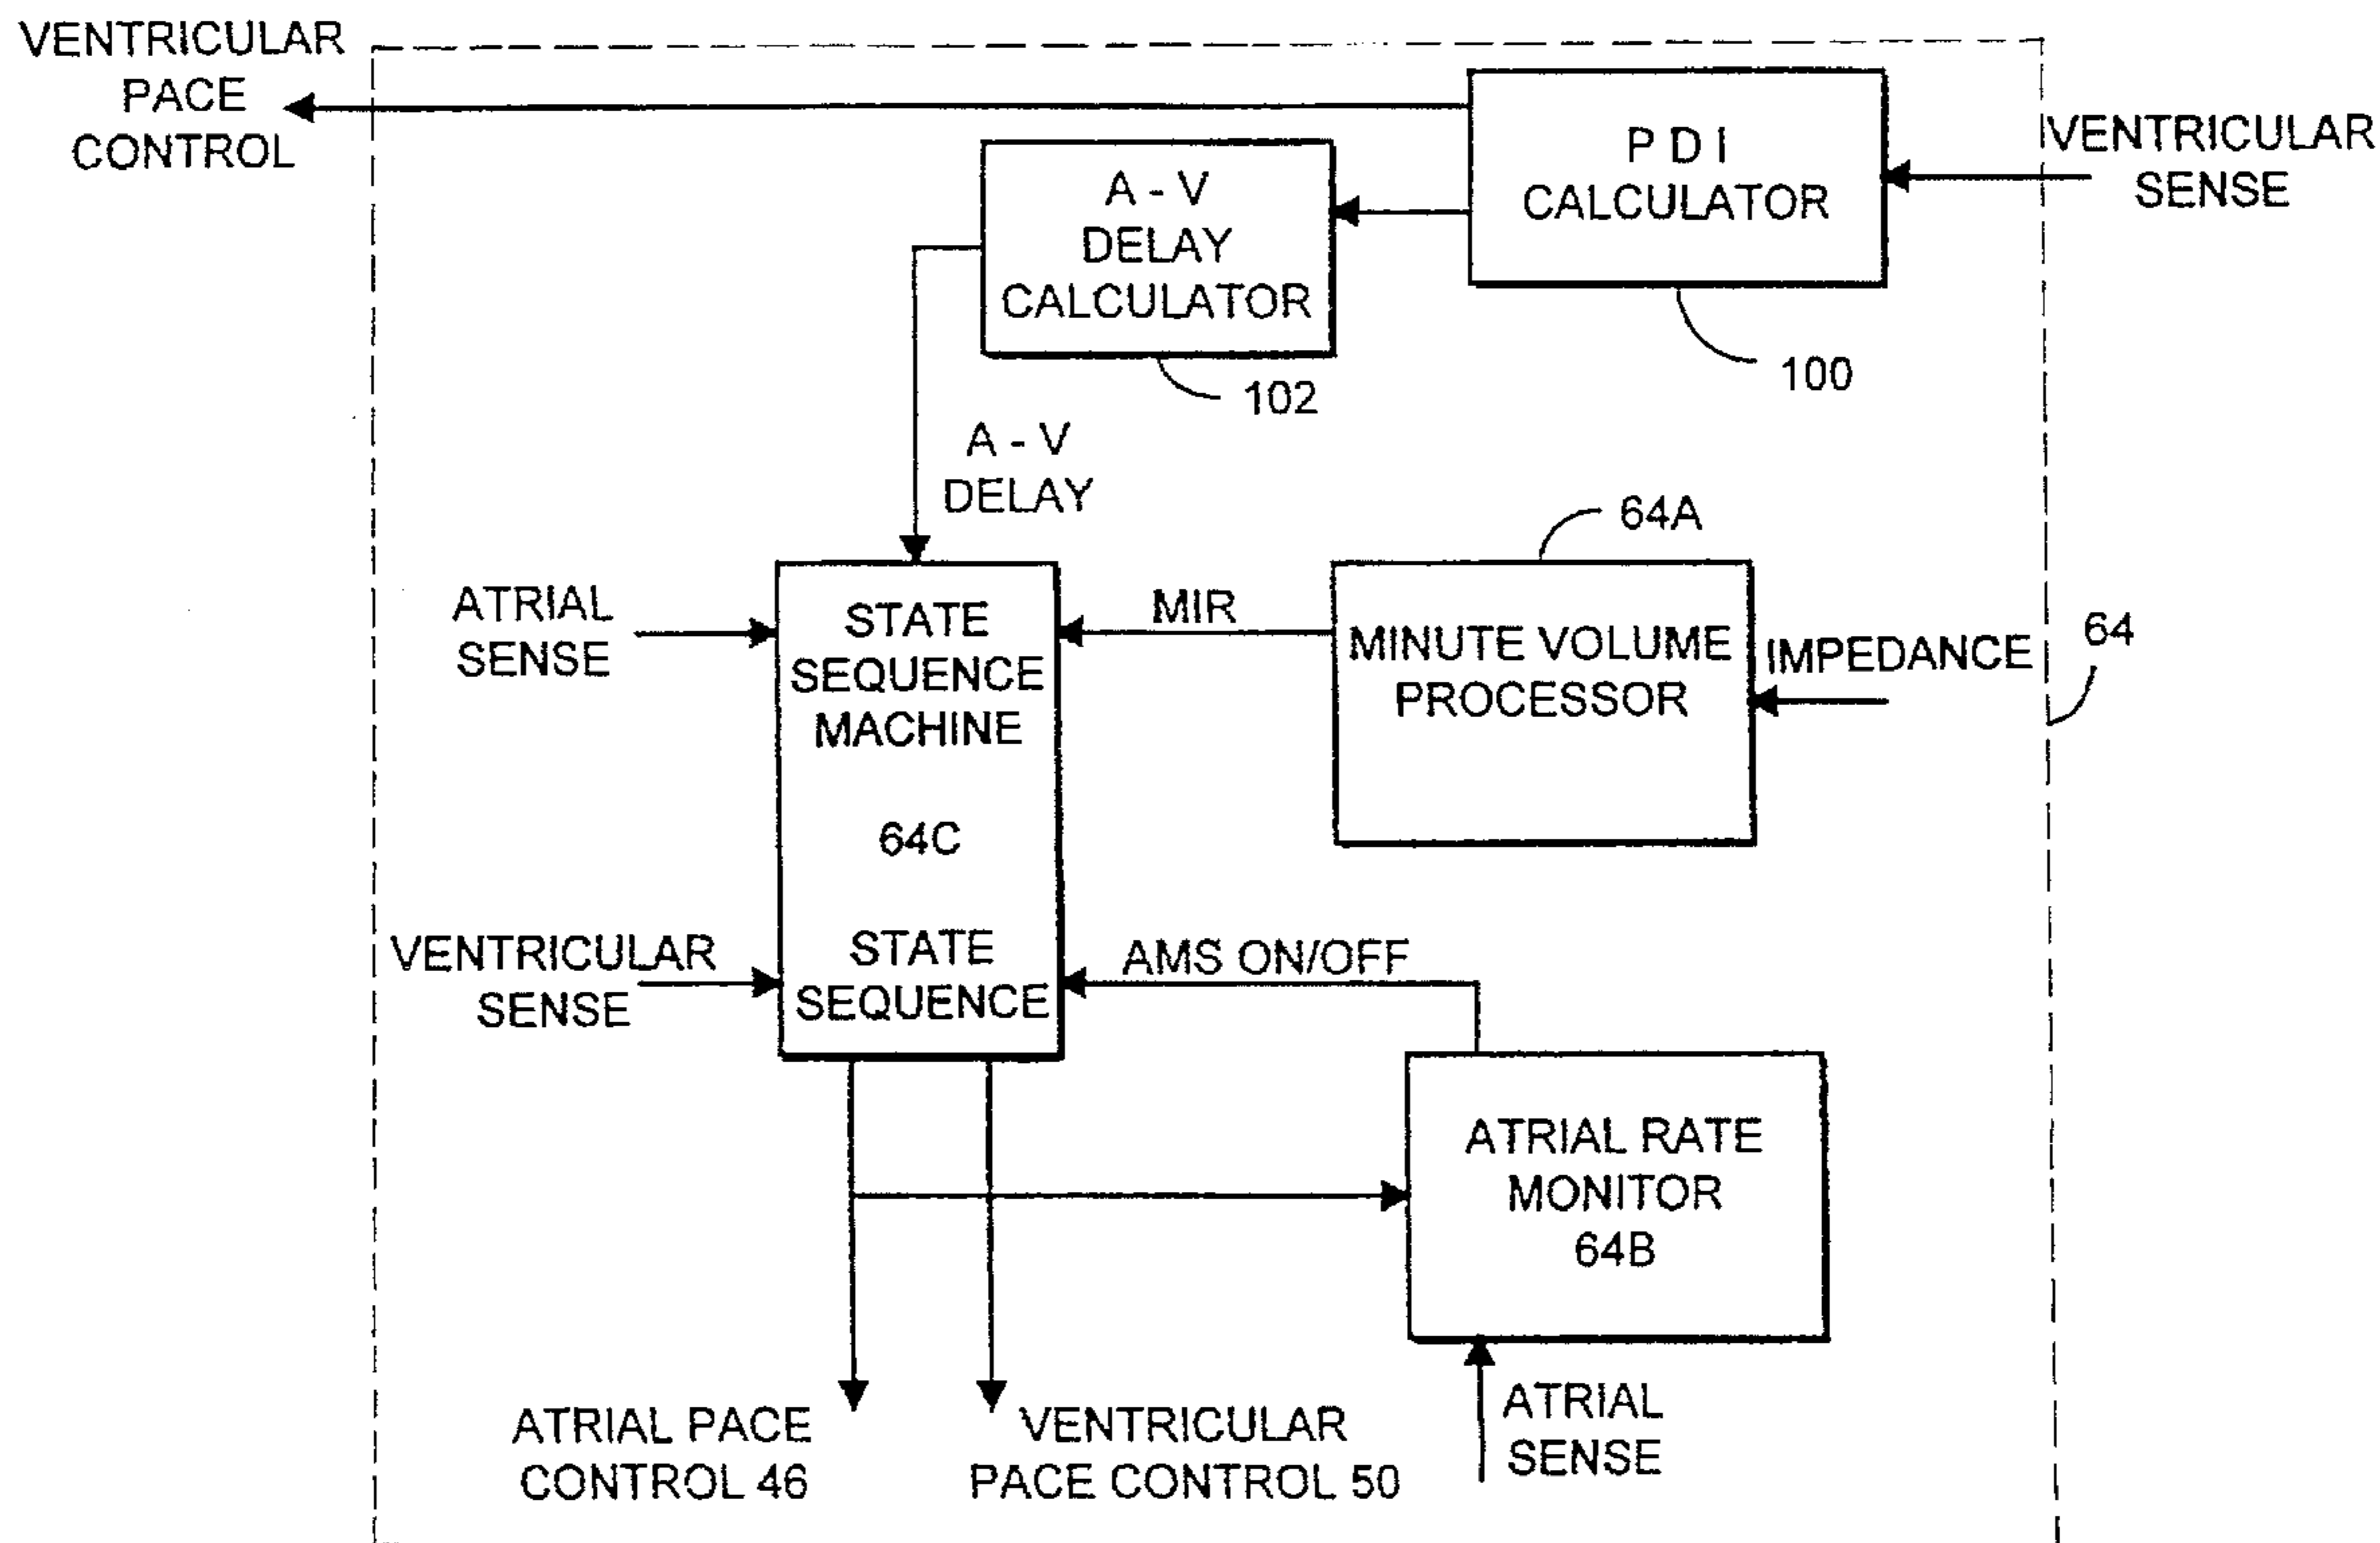 VENTRICULAR
PACE
CONTROL
P D I
CALCULATOR
VENTRICULAR
SENSE
A - V
DELAY
CALCULATOR
100
102
A - V
DELAY
64A
ATRIAL
SENSE
STATE
SEQUENCE
MACHINE
64C
STATE
SEQUENCE
MIR
MINUTE VOLUME
PROCESSOR
IMPEDANCE
64
VENTRICULAR
SENSE
AMS ON/OFF
ATRIAL RATE
MONITOR
64B
ATRIAL PACE
CONTROL 46
VENTRICULAR
PACE CONTROL 50
ATRIAL
SENSE